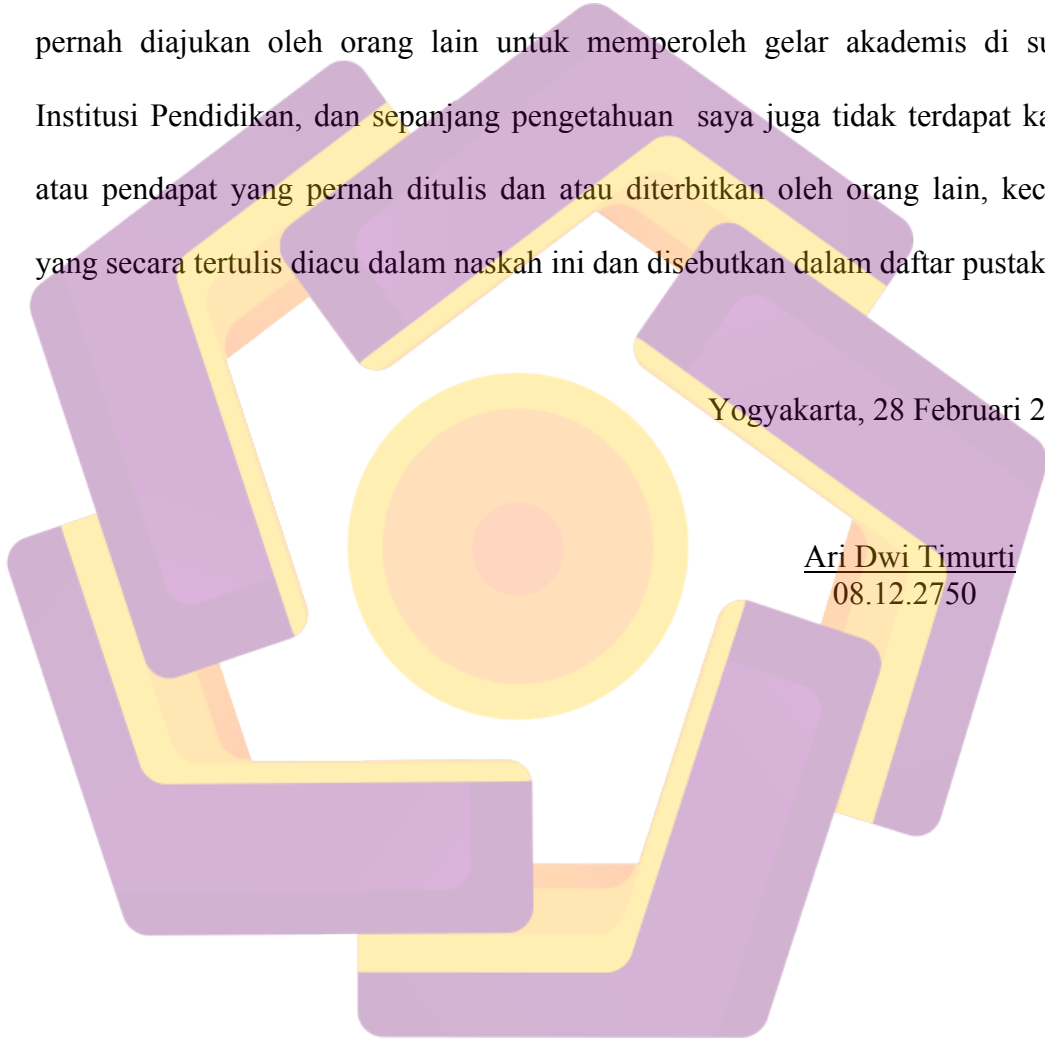 pernah diajukan oleh orang lain untuk memperoleh gelar akademis di su
Institusi Pendidikan, dan sepanjang pengetahuan saya juga tidak terdapat ka
atau pendapat yang pernah ditulis dan atau diterbitkan oleh orang lain, kec
yang secara tertulis diacu dalam naskah ini dan disebutkan dalam daftar pustak
Yogyakarta, 28 Februari 2
Ari Dwi Timurti
08.12.2750